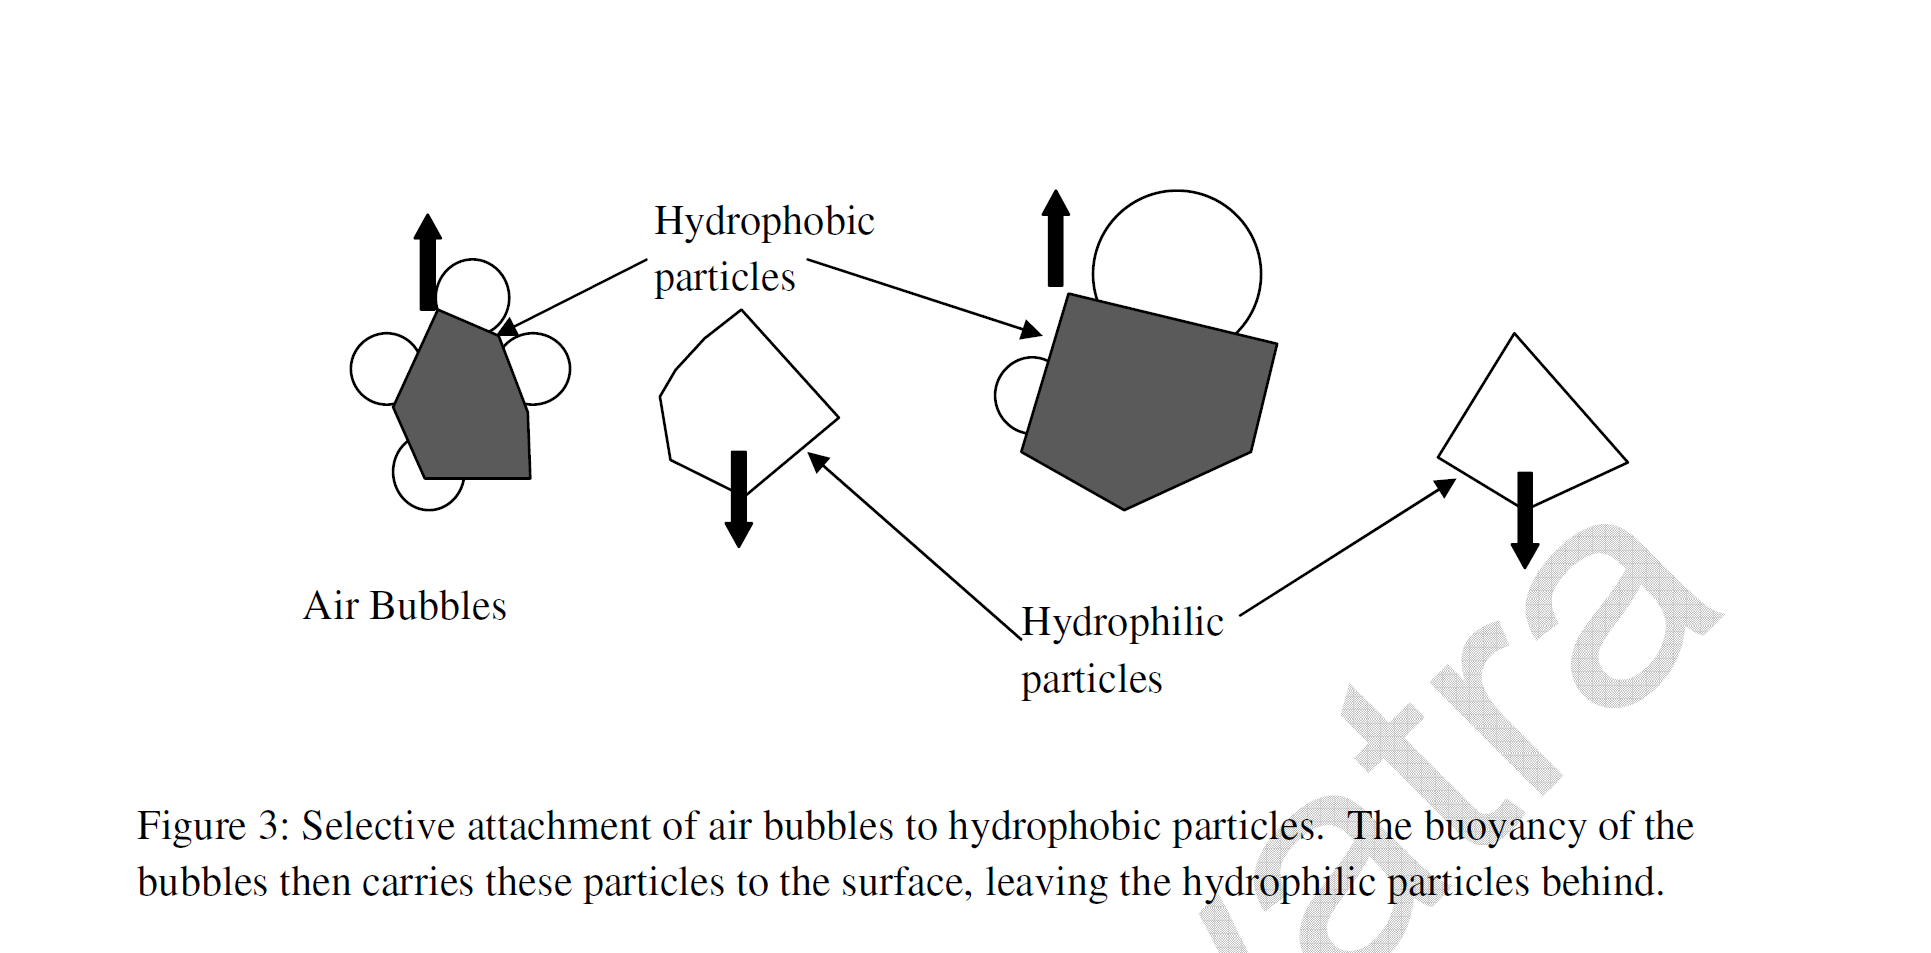 Hydrophobic
particles
Air Bubbles
Hydrophilic
particles
Figure 3: Selective attachment of air bubbles to hydrophobic particles. The buoyancy of the
bubbles then carries these particles to the surface, leaving the hydrophilic particles behind.
atra